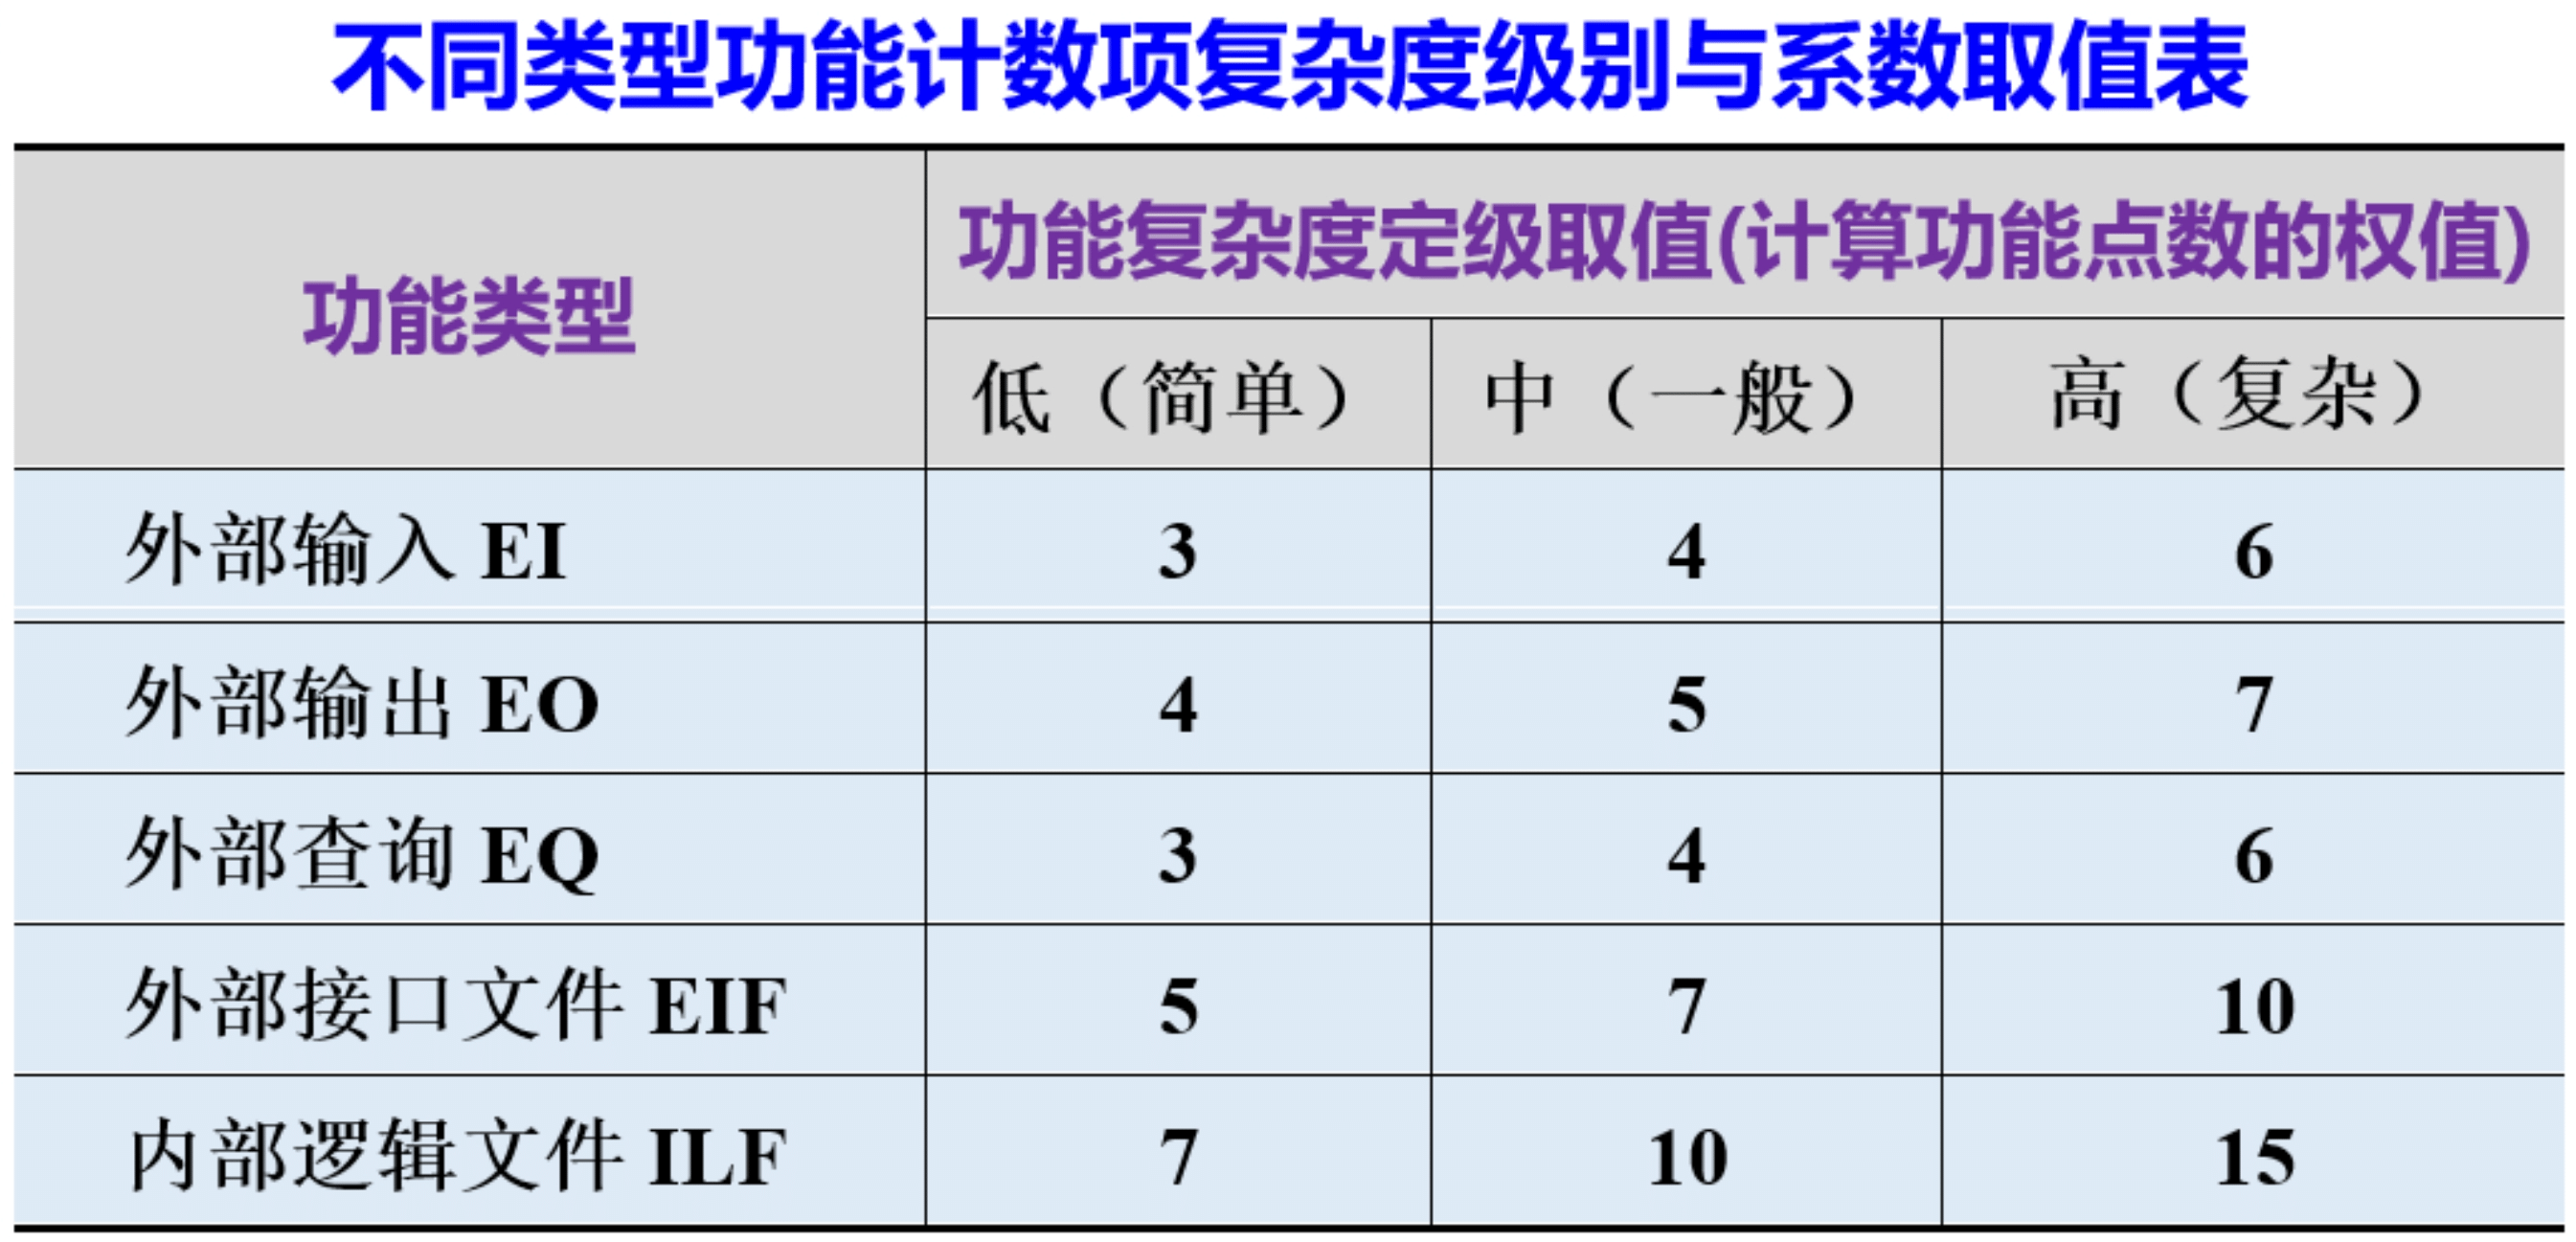 不同类型功能计数项复杂度级别与系数取值表
功能类型
功能复杂度定级取值(计算功能点数的权值)
低（简单） 中（一般） 高（复杂）
外部输入 EI 3 4 6
外部输出 EO 4 5 7
外部查询 EQ 3 4 6
外部接口文件 EIF 5 7 10
内部逻辑文件 ILF 7 10 15